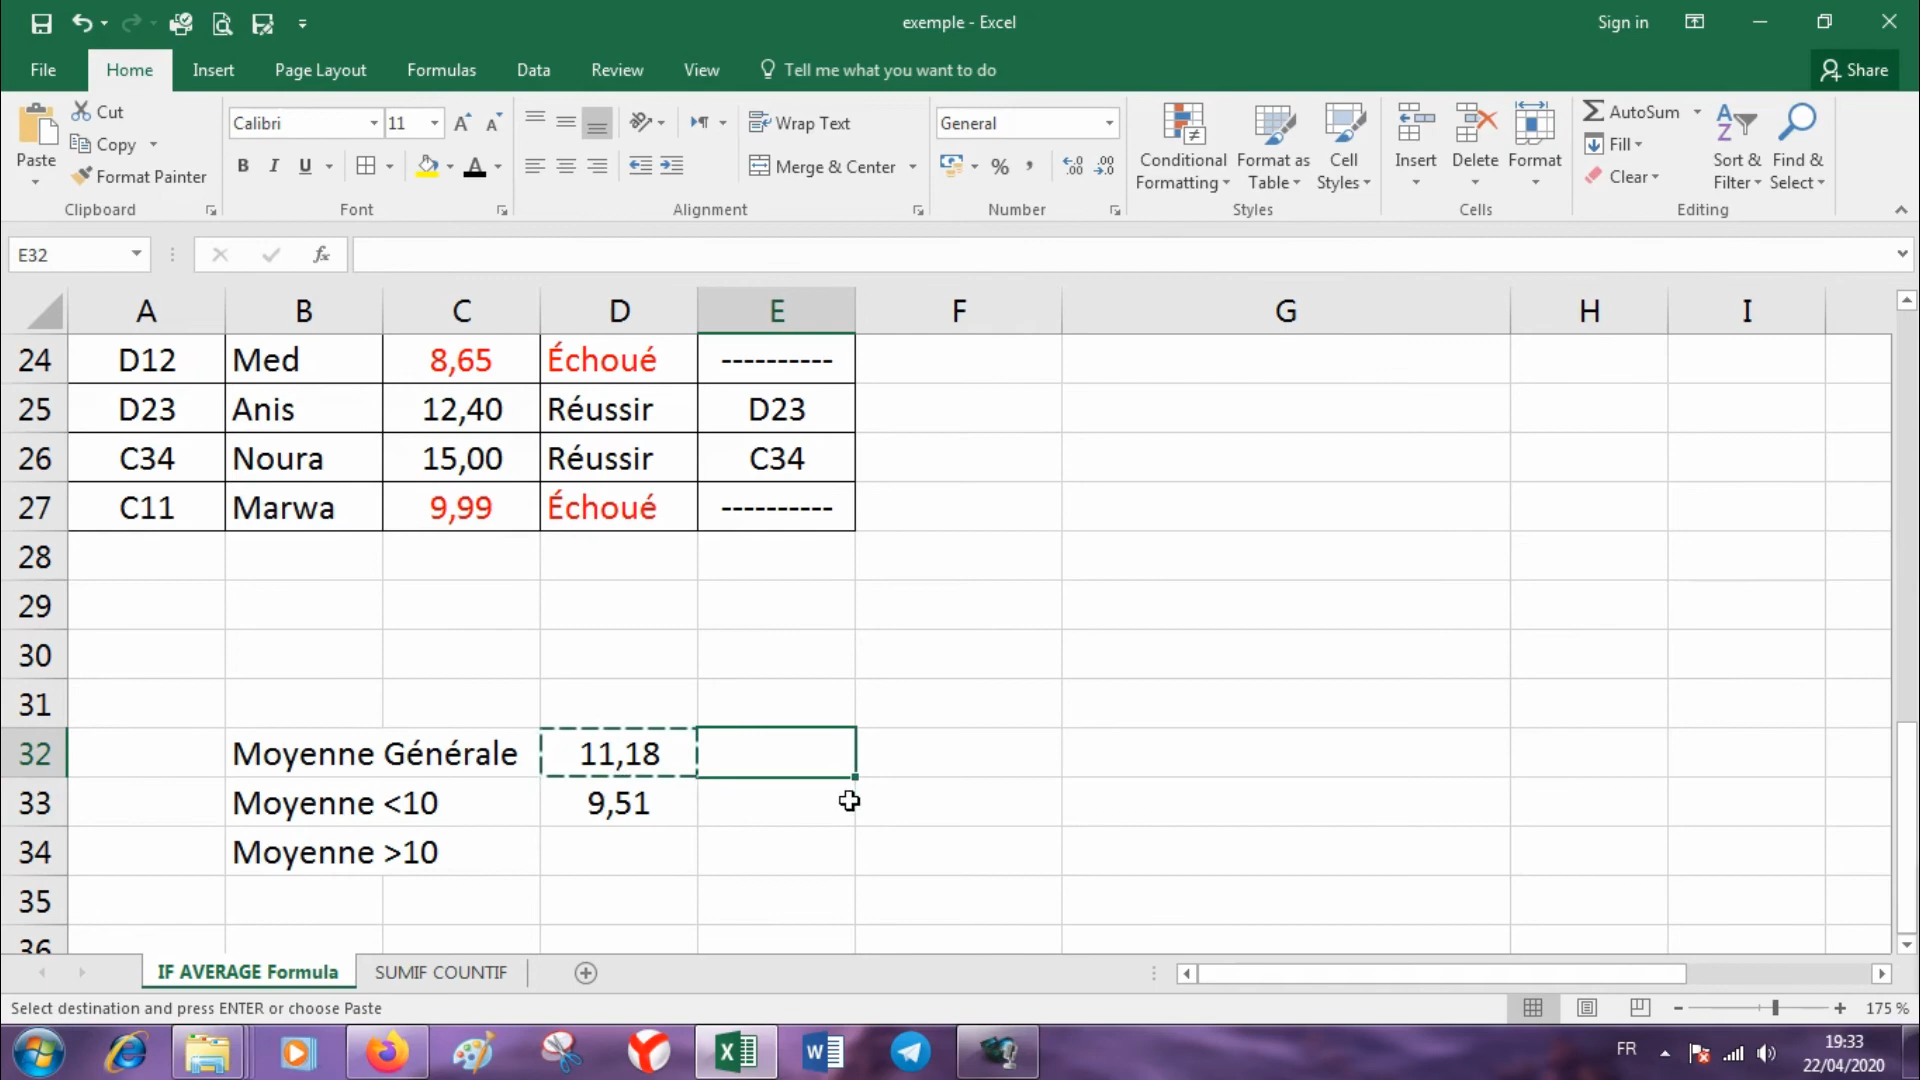 exemple - Excel
Sign in
File Home Insert Page Layout Formulas Data Review View Tell me what you want to do Share
Paste
Cut
Copy
Format Painter
Clipboard
Calibri 11
B I U A
Font
Wrap Text
Merge & Center
Alignment
General
%
Number
Conditional Formatting
Format as Table
Cell Styles
Styles
Insert
Delete
Format
Cells
AutoSum
Fill
Clear
Sort & Filter
Find & Select
Editing
E32 fx
A B C D E F G H I
24 D12 Med 8,65 Échoué ----------
25 D23 Anis 12,40 Réussir D23
26 C34 Noura 15,00 Réussir C34
27 C11 Marwa 9,99 Échoué ----------
28
29
30
31
32 Moyenne Générale 11,18
33 Moyenne <10 9,51
34 Moyenne >10
35
36
IF AVERAGE Formula SUMIF COUNTIF
Select destination and press ENTER or choose Paste
175 %
FR
19:33
22/04/2020